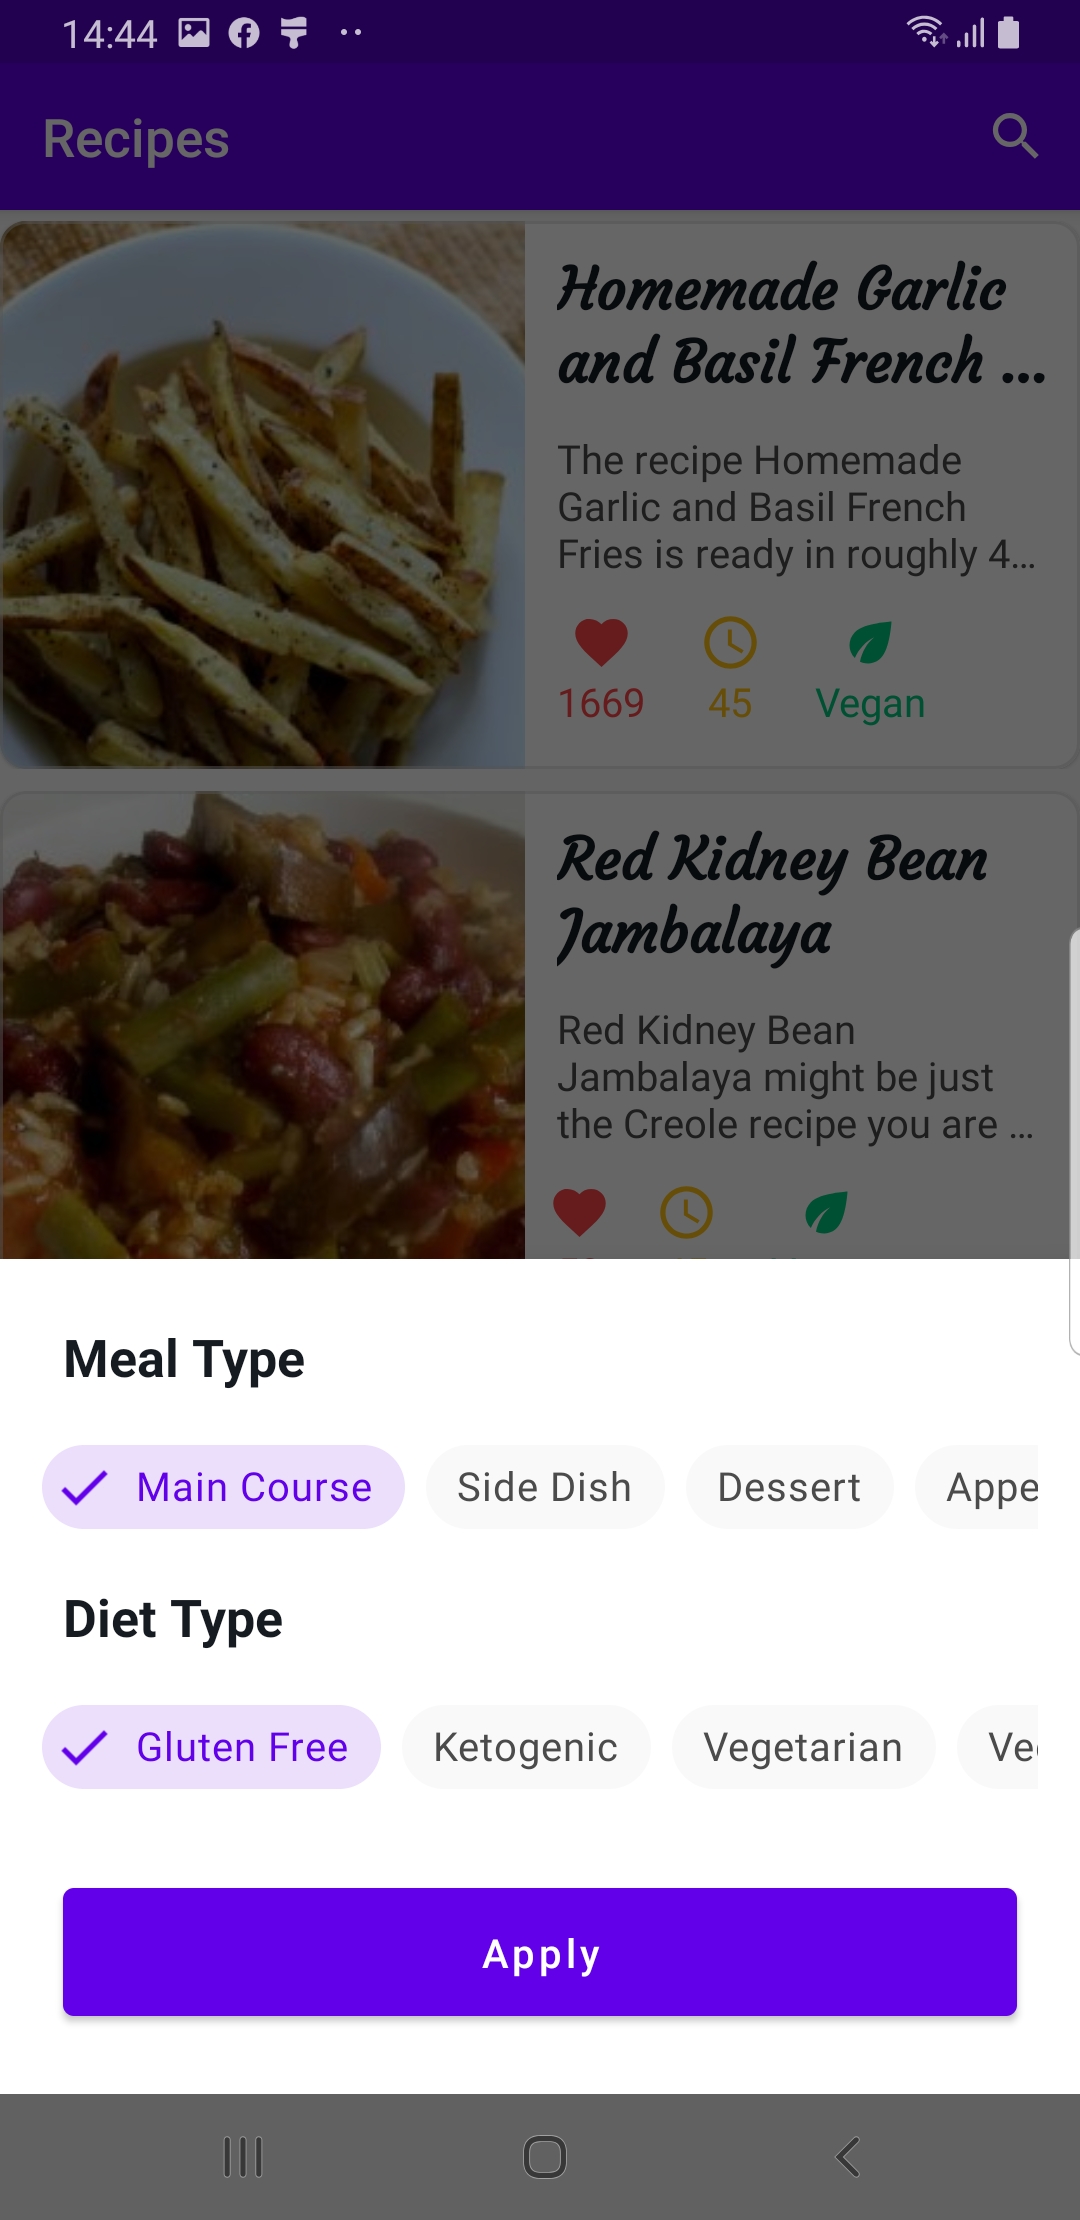 14:44
Recipes
Homemade Garlic
and Basil French ...
The recipe Homemade
Garlic and Basil French
Fries is ready in roughly 4...
1669 45 Vegan
Red Kidney Bean
Jambalaya
Red Kidney Bean
Jambalaya might be just
the Creole recipe you are ...
Meal Type
Main Course Side Dish Dessert Appe
Diet Type
Gluten Free Ketogenic Vegetarian Ve
Apply